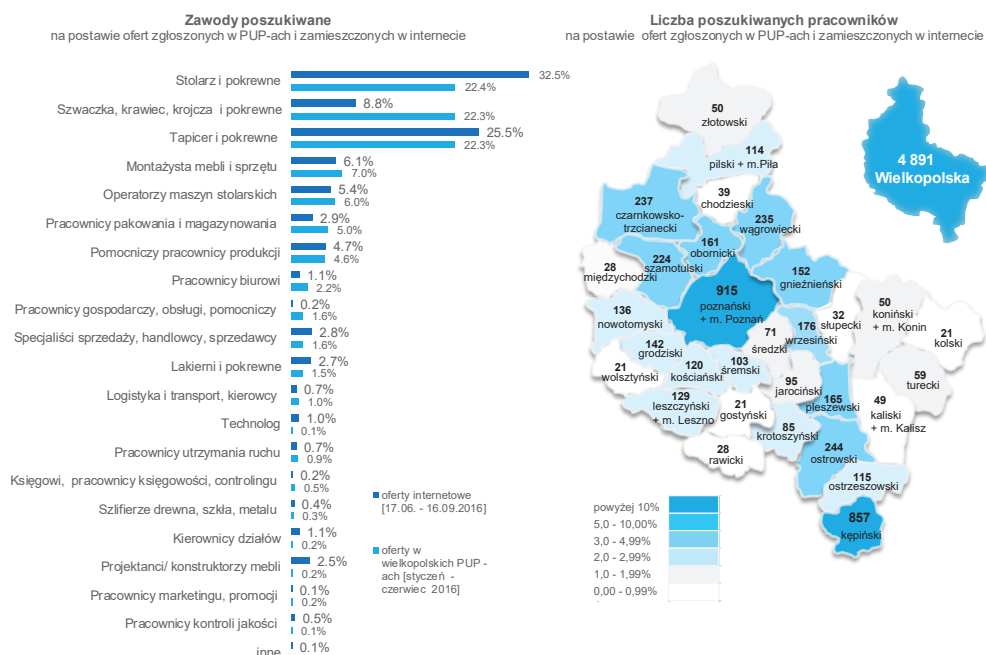 Zawody poszukiwane
na postawie ofert zgłoszonych w PUP-ach i zamieszczonych w internecie
Stolarz i pokrewne
32.5%
22.4%
Szwaczka, krawiec, krojcza i pokrewne
8.8%
22.3%
Tapicer i pokrewne
25.5%
22.3%
Montażysta mebli i sprzętu
6.1%
7.0%
Operatorzy maszyn stolarskich
5.4%
6.0%
Pracownicy pakowania i magazynowania
2.9%
5.0%
Pomocniczy pracownicy produkcji
4.7%
4.6%
Pracownicy biurowi
1.1%
2.2%
Pracownicy gospodarczy, obsługi, pomocniczy
0.2%
1.6%
Specjaliści sprzedaży, handlowcy, sprzedawcy
2.8%
1.6%
Lakierni i pokrewne
2.7%
1.5%
Logistyka i transport, kierowcy
0.7%
1.0%
Technolog
1.0%
0.1%
Pracownicy utrzymania ruchu
0.7%
0.9%
Księgowi, pracownicy księgowości, controlingu
0.2%
0.5%
Szlifierze drewna, szkła, metalu
0.4%
0.3%
Kierownicy działów
1.1%
0.2%
Projektanci/ konstruktorzy mebli
2.5%
0.2%
Pracownicy marketingu, promocji
0.1%
0.2%
Pracownicy kontroli jakości
0.5%
0.1%
inne
0.1%
oferty internetowe
[17.06. - 16.09.2016]
oferty w
wielkopolskich PUP -
ach [styczeń -
czerwiec 2016]
Liczba poszukiwanych pracowników
na postawie ofert zgłoszonych w PUP-ach i zamieszczonych w internecie
50
złotowski
114
pilski + m.Piła
4 891
Wielkopolska
39
chodzieski
237
czarnkowsko-
trzcianecki
235
wągrowiecki
161
obornicki
224
szamotulski
28
międzychodzki
152
gnieźnieński
915
poznański
+ m. Poznań
136
nowotomyski
50
koniński
+ m. Konin
32
słupecki
21
kolski
176
wrzesiński
71
średzki
142
grodziski
103
śremski
120
kościański
21
wolsztyński
59
turecki
95
jarociński
165
pleszewski
49
kaliski
+ m. Kalisz
129
leszczyński
+ m. Leszno
21
gostyński
85
krotoszyński
28
rawicki
244
ostrowski
115
ostrzeszowski
857
kępiński
powyżej 10%
5,0 - 10,00%
3,0 - 4,99%
2,0 - 2,99%
1,0 - 1,99%
0,00 - 0,99%